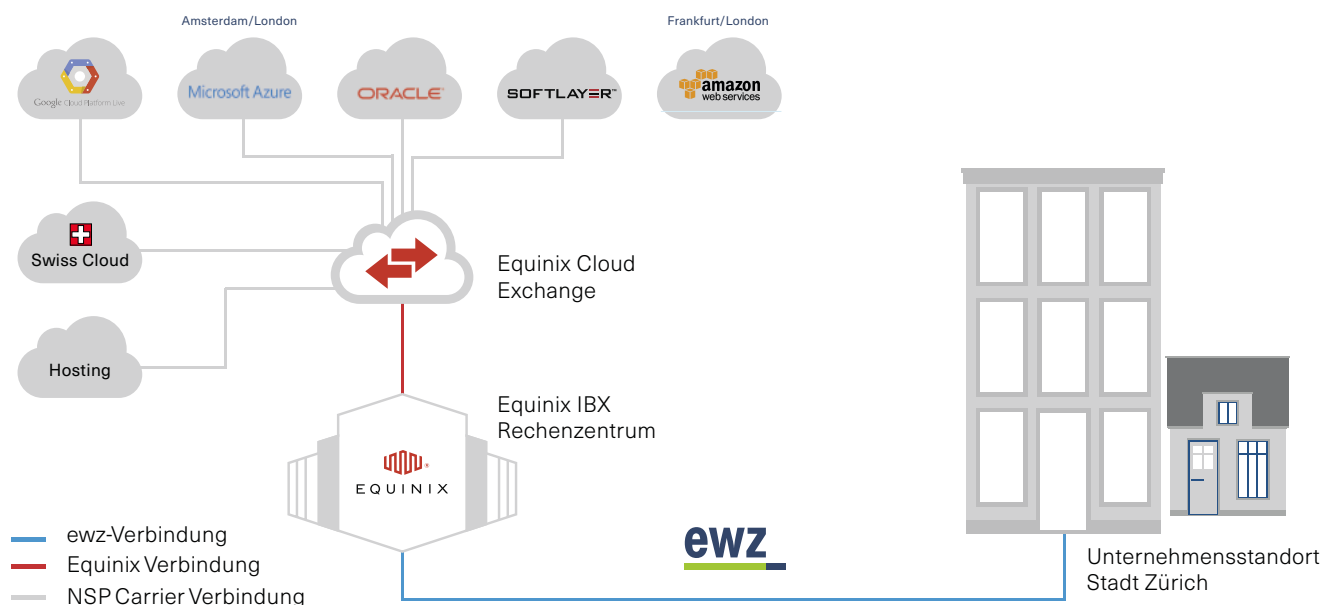 Amsterdam/London
Frankfurt/London
Google Cloud Platform Live
Microsoft Azure
ORACLE
SOFTLAYER™
amazon
web services
Swiss Cloud
Equinix Cloud
Exchange
Hosting
Equinix IBX
Rechenzentrum
EQUINIX
ewz-Verbindung
Equinix Verbindung
NSP Carrier Verbindung
ewz
Unternehmensstandort
Stadt Zürich